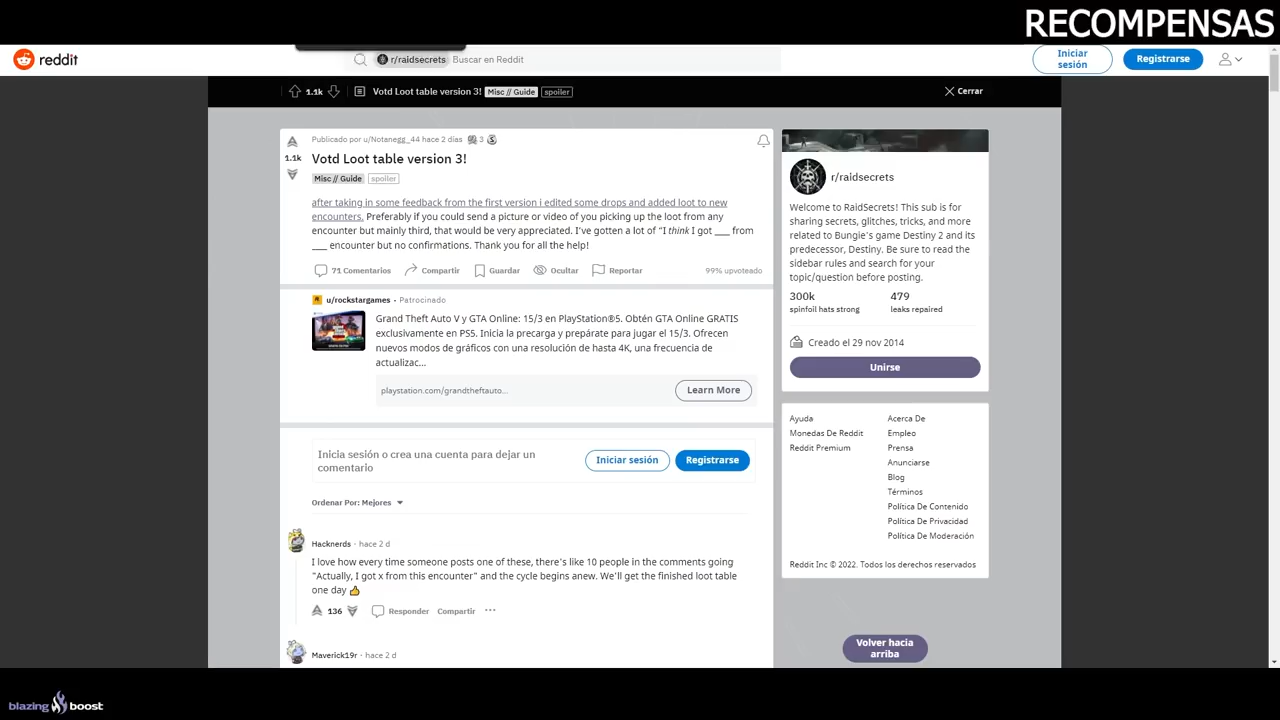 RECOMPENSAS
reddit
r/raidsecrets Buscar en Reddit
Iniciar sesión
Registrarse
1.1k Votd Loot table version 3! Misc // Guide spoiler
Cerrar
Publicado por u/Notanegg_44 hace 2 días 3
1.1k
Votd Loot table version 3!
Misc // Guide spoiler
after taking in some feedback from the first version i edited some drops and added loot to new
encounters. Preferably if you could send a picture or video of you picking up the loot from any
encounter but mainly third, that would be very appreciated. I've gotten a lot of "I think I got ____ from
____ encounter but no confirmations. Thank you for all the help!
71 Comentarios Compartir Guardar Ocultar Reportar 99% upvoteado
u/rockstargames • Patrocinado
Grand Theft Auto V y GTA Online: 15/3 en PlayStation®5. Obtén GTA Online GRATIS
exclusivamente en PS5. Inicia la precarga y prepárate para jugar el 15/3. Ofrecen
nuevos modos de gráficos con una resolución de hasta 4K, una frecuencia de
actualizac...
playstation.com/grandtheftauto... Learn More
Inicia sesión o crea una cuenta para dejar un
comentario
Iniciar sesión Registrarse
Ordenar Por: Mejores
Hacknerds · hace 2 d
I love how every time someone posts one of these, there's like 10 people in the comments going
"Actually, I got x from this encounter" and the cycle begins anew. We'll get the finished loot table
one day 👍
136 Responder Compartir ···
Maverick19r · hace 2 d
r/raidsecrets
Welcome to RaidSecrets! This sub is for
sharing secrets, glitches, tricks, and more
related to Bungie's game Destiny 2 and its
predecessor, Destiny. Be sure to read the
sidebar rules and search for your
topic/question before posting.
300k 479
spinfoil hats strong leaks repaired
Creado el 29 nov 2014
Unirse
Ayuda Acerca De
Monedas De Reddit Empleo
Reddit Premium Prensa
Anunciarse
Blog
Términos
Política De Contenido
Política De Privacidad
Política De Moderación
Reddit Inc © 2022. Todos los derechos reservados
Volver hacia
arriba
blazing boost